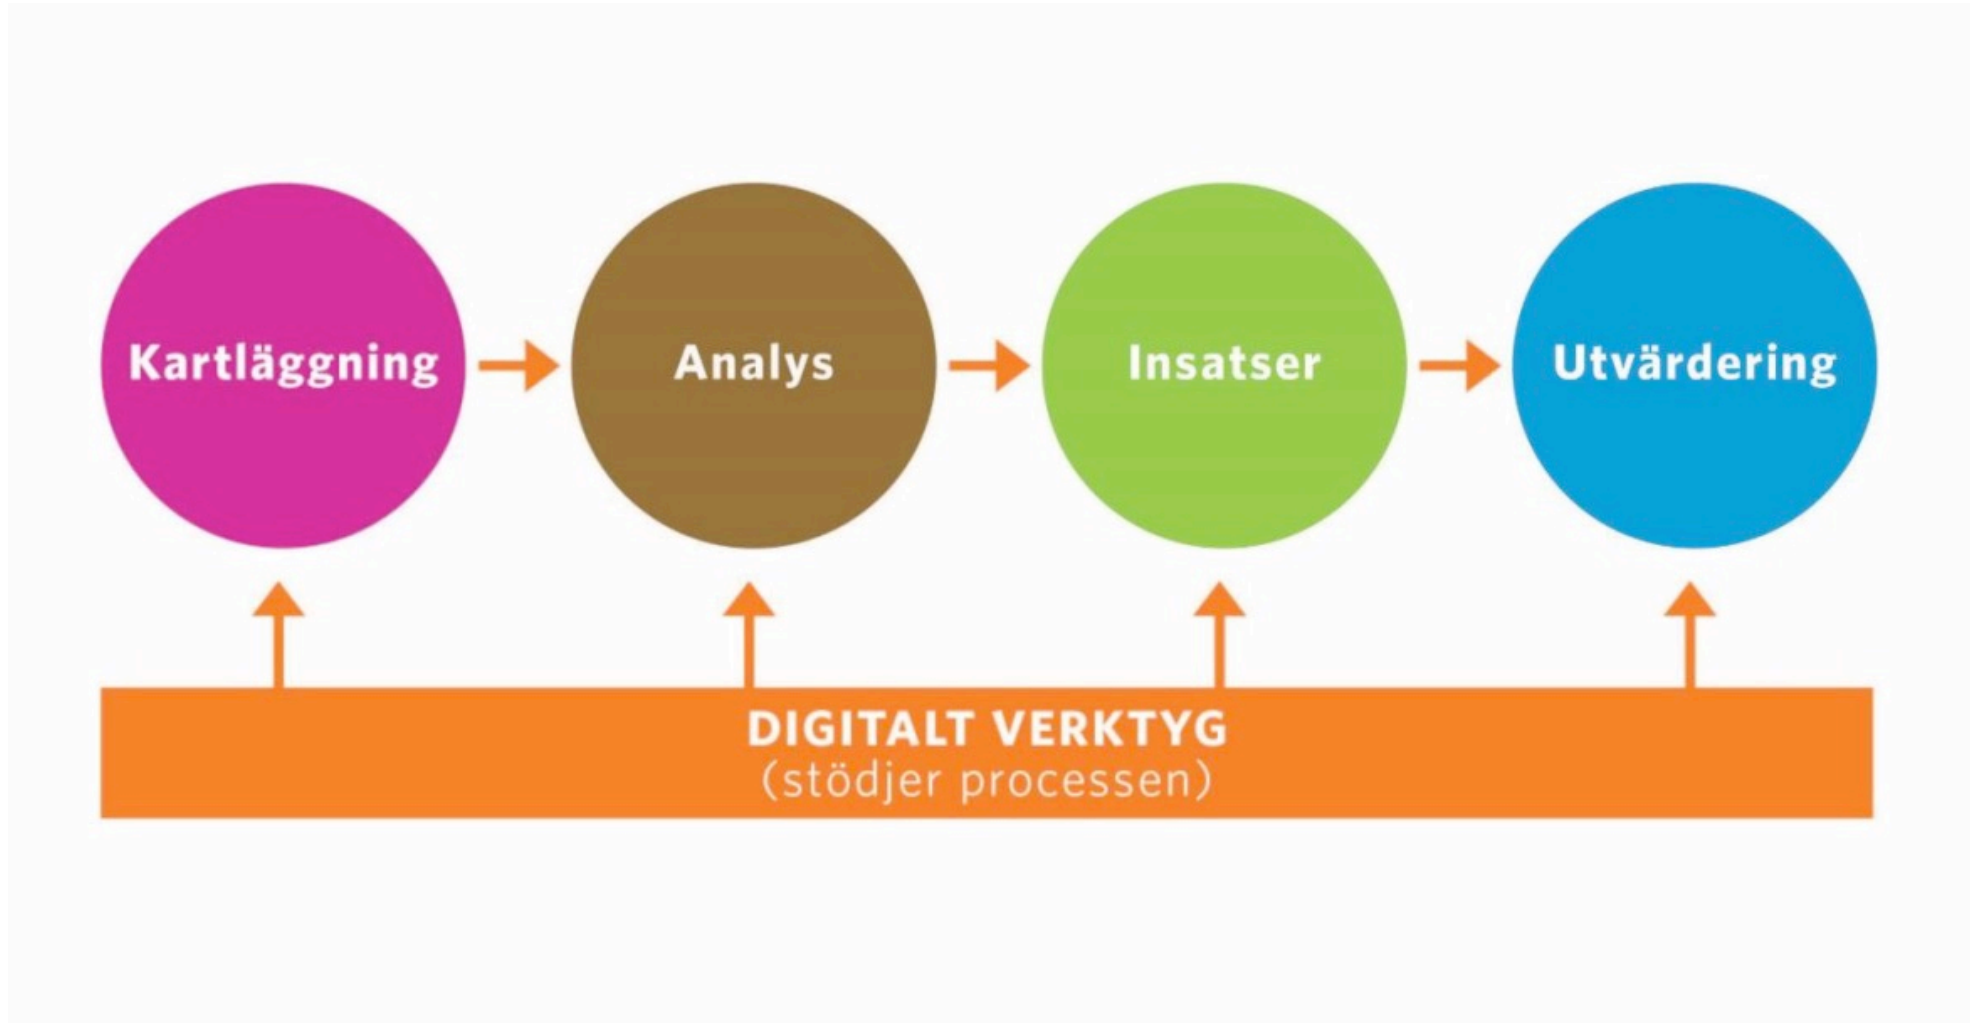 Kartläggning
Analys
Insatser
Utvärdering
DIGITALT VERKTYG
(stödjer processen)